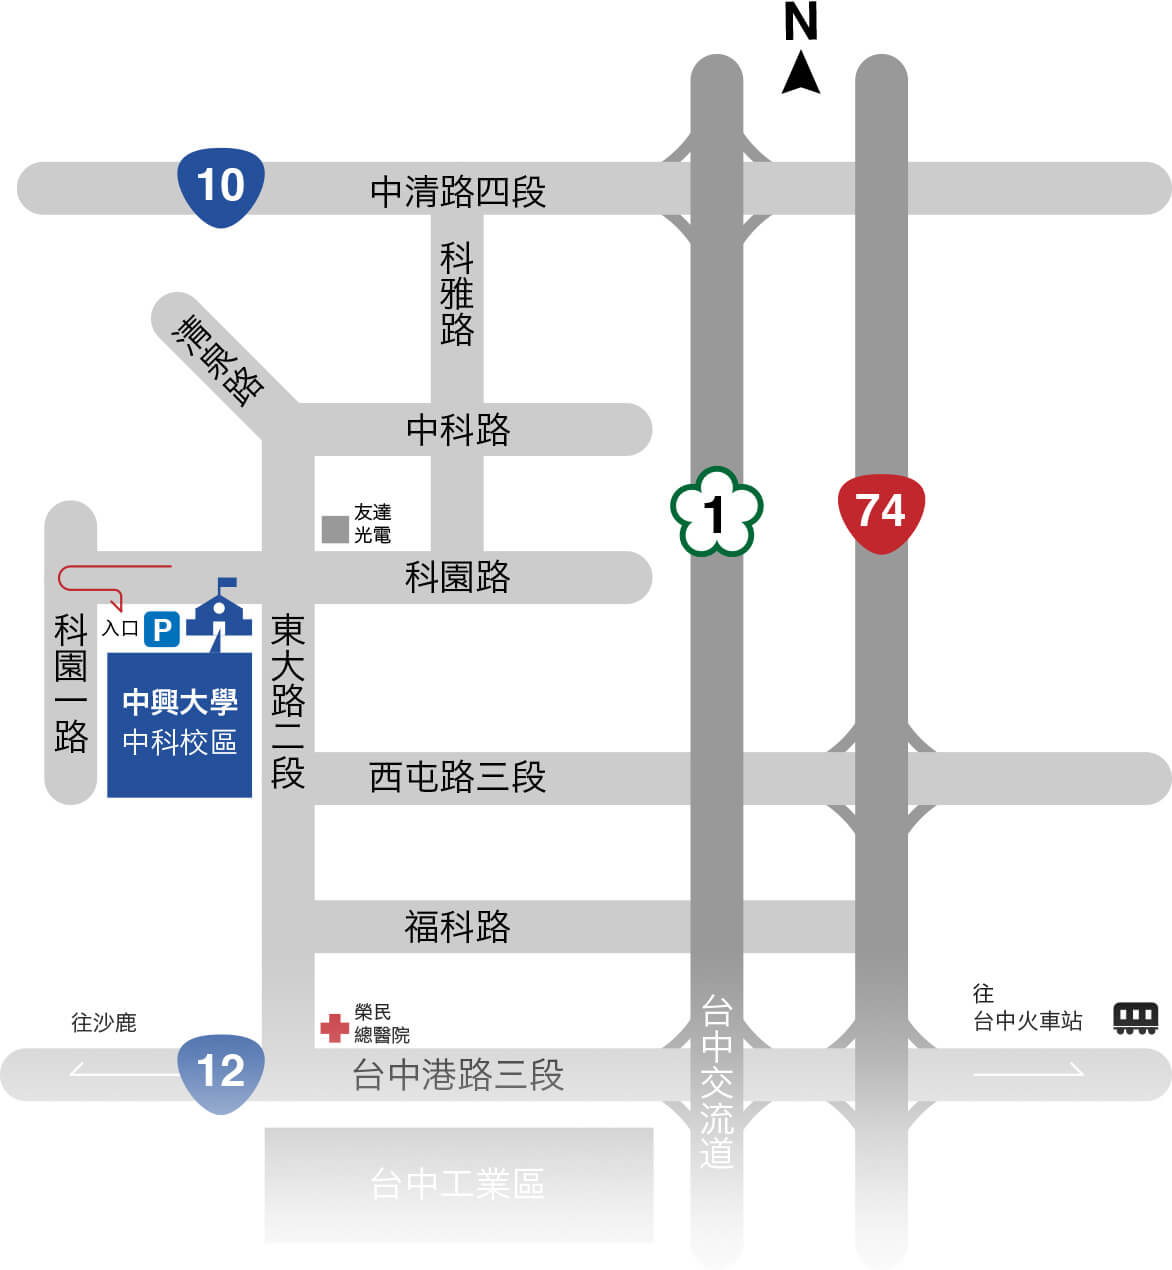 N
10
中清路四段
科雅路
清泉路
中科路
友達
光電
1
74
科園路
入口
P
科園一路
東大路二段
中興大學
中科校區
西屯路三段
福科路
往沙鹿
榮民
總醫院
往
台中火車站
12
台中港路三段
台中交流道
台中工業區